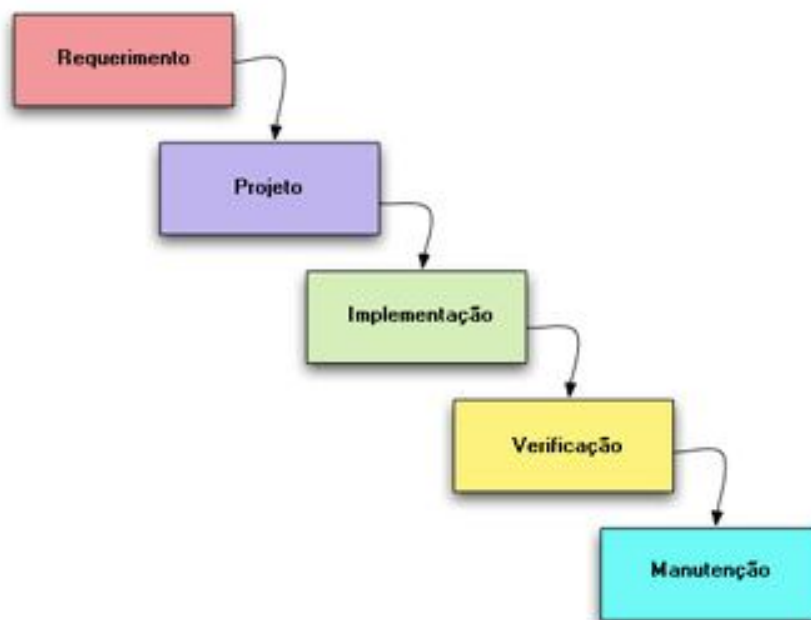 Requerimento
Projeto
Implementação
Verificação
Manutenção